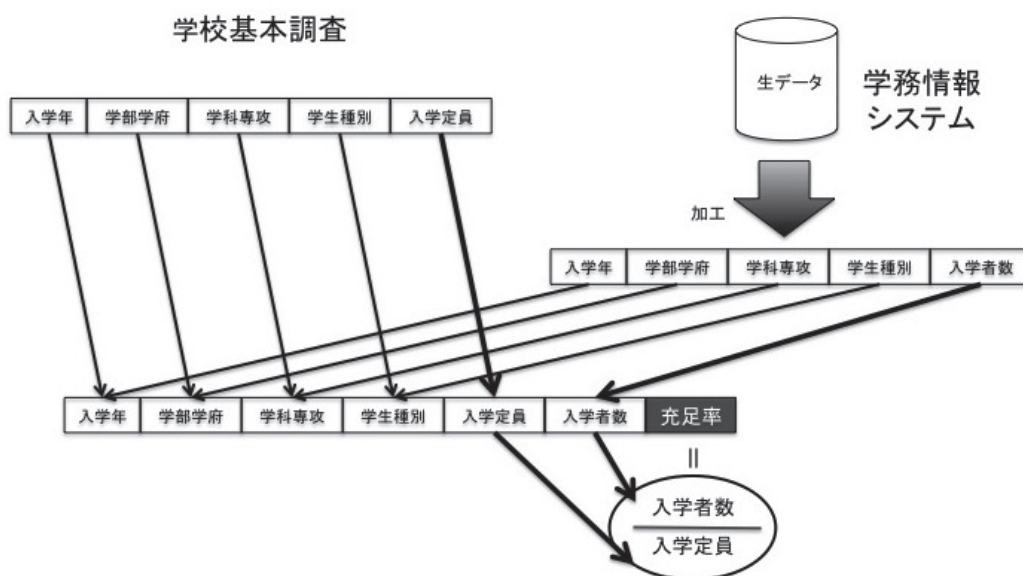 学校基本調査
生データ
学務情報
システム
入学年 学部学府 学科専攻 学生種別 入学定員
加工
入学年 学部学府 学科専攻 学生種別 入学者数
入学年 学部学府 学科専攻 学生種別 入学定員 入学者数 充足率
=
入学者数
入学定員